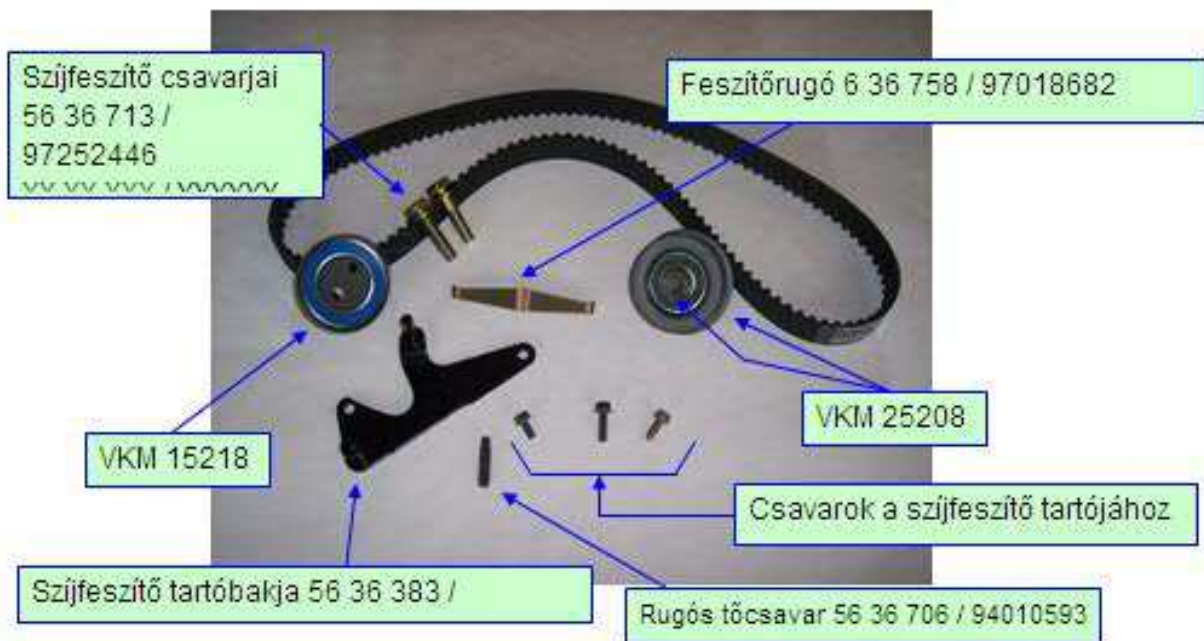 Szíjfeszítő csavarjai
56 36 713 /
97252446
Feszítőrugó 6 36 758 / 97018682
VKM 15218
VKM 25208
Csavarok a szíjfeszítő tartójához
Szíjfeszítő tartóbakja 56 36 383 /
Rugós tőcsavar 56 36 706 / 94010593